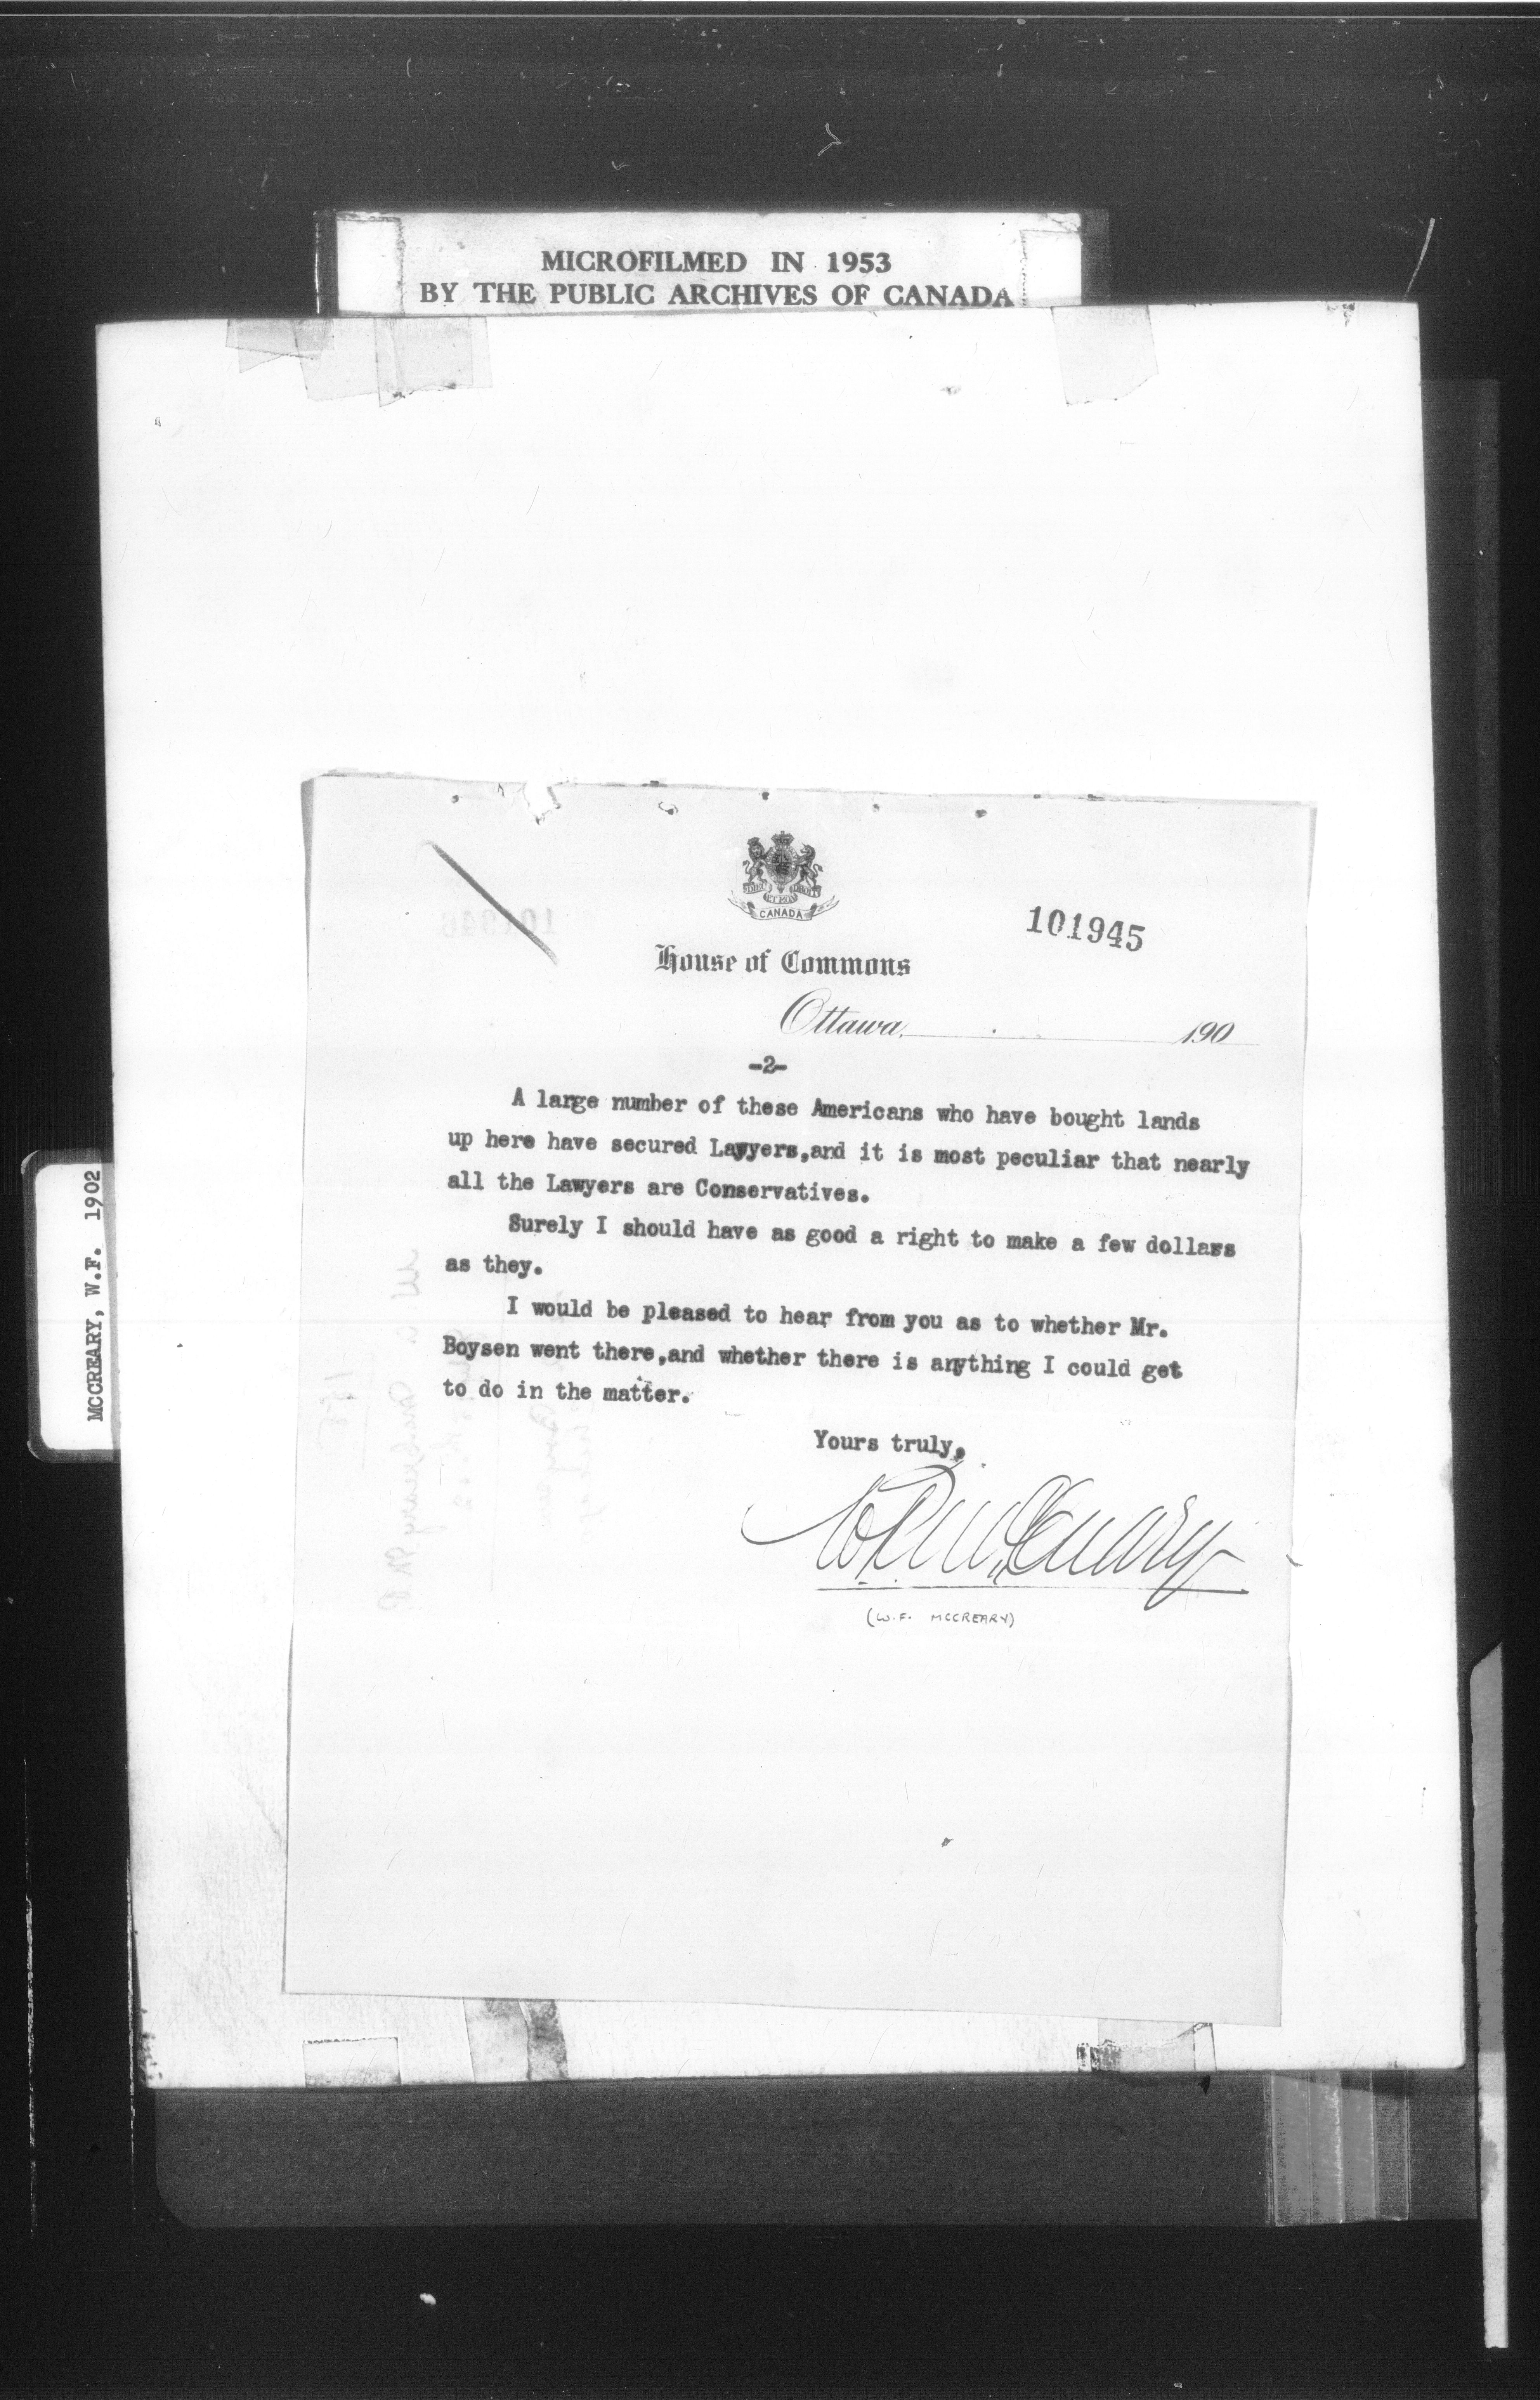 MICROFILMED IN 1953
BY THE PUBLIC ARCHIVES OF CANADA
MCCREARY, W.F. 1902
CANADA
101945
House of Commons
Ottawa, 190
-2-
A large number of these Americans who have bought lands
up here have secured Lawyers,and it is most peculiar that nearly
all the Lawyers are Conservatives.
Surely I should have as good a right to make a few dollars
as they.
I would be pleased to hear from you as to whether Mr.
Boysen went there,and whether there is anything I could get
to do in the matter.
Yours truly,
W F McCreary
(W.F. MCCREARY)